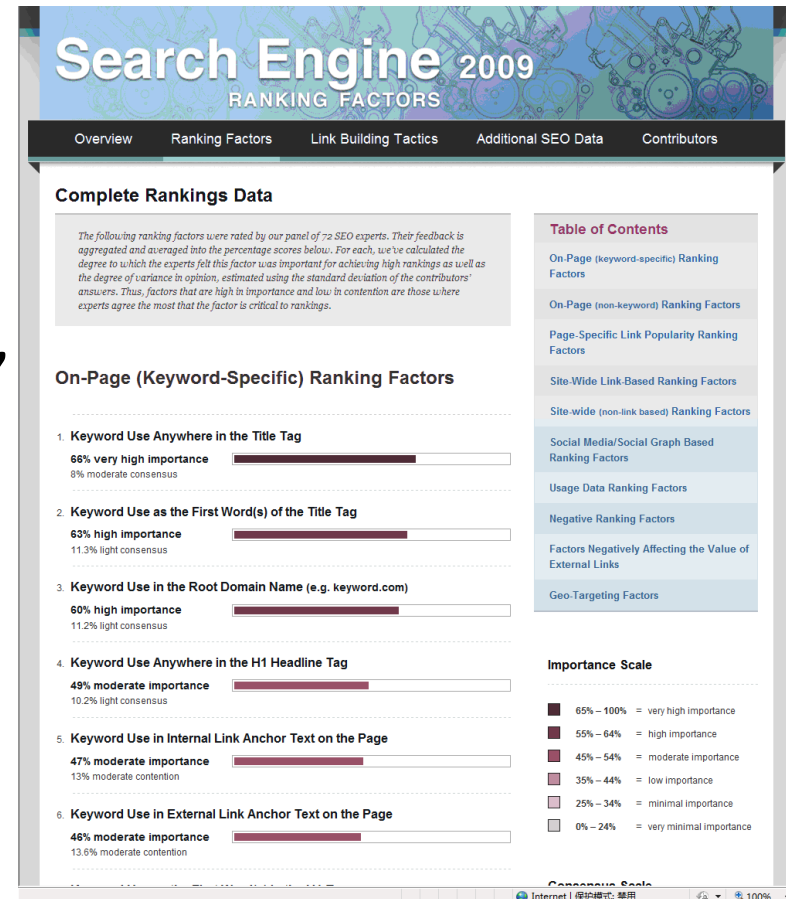 Search Engine 2009
RANKING FACTORS
Overview
Ranking Factors
Link Building Tactics
Additional SEO Data
Contributors
Complete Rankings Data
The following ranking factors were rated by our panel of 72 SEO experts. Their feedback is
aggregated and averaged into the percentage scores below. For each, we've calculated the
degree to which the experts felt this factor was important for achieving high rankings as well as
the degree of variance in opinion, estimated using the standard deviation of the contributors'
answers. Thus, factors that are high in importance and low in contention are those where
experts agree the most that the factor is critical to rankings.
On-Page (Keyword-Specific) Ranking Factors
1. Keyword Use Anywhere in the Title Tag
66% very high importance
8% moderate consensus
2. Keyword Use as the First Word(s) of the Title Tag
63% high importance
11.3% light consensus
3. Keyword Use in the Root Domain Name (e.g. keyword.com)
60% high importance
11.2% light consensus
4. Keyword Use Anywhere in the H1 Headline Tag
49% moderate importance
10.2% light consensus
5. Keyword Use in Internal Link Anchor Text on the Page
47% moderate importance
13% moderate contention
6. Keyword Use in External Link Anchor Text on the Page
46% moderate importance
13.6% moderate contention
Table of Contents
On-Page (keyword-specific) Ranking
Factors
On-Page (non-keyword) Ranking Factors
Page-Specific Link Popularity Ranking
Factors
Site-Wide Link-Based Ranking Factors
Site-wide (non-link based) Ranking Factors
Social Media/Social Graph Based
Ranking Factors
Usage Data Ranking Factors
Negative Ranking Factors
Factors Negatively Affecting the Value of
External Links
Geo-Targeting Factors
Importance Scale
65% – 100% = very high importance
55% – 64% = high importance
45% – 54% = moderate importance
35% – 44% = low importance
25% – 34% = minimal importance
0% – 24% = very minimal importance
Consensus Scale
Internet | 保护模式: 禁用
100%